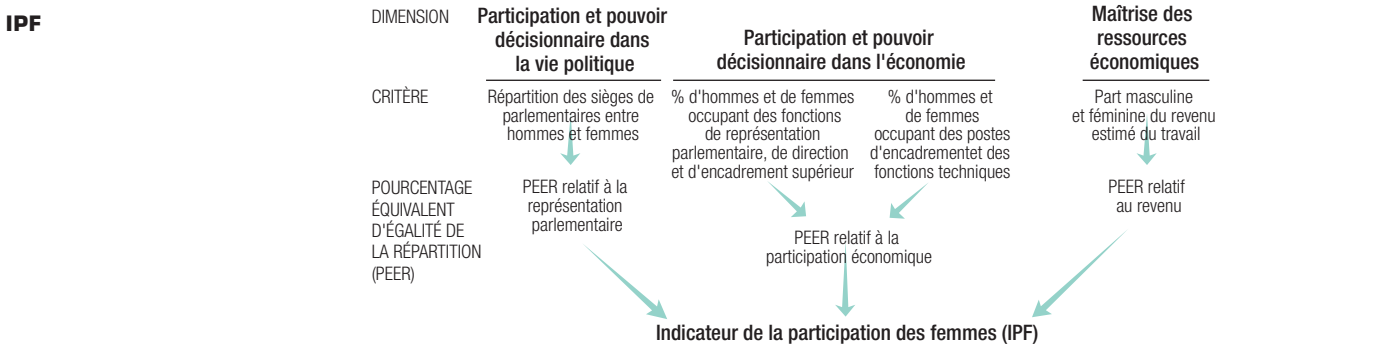 IPF
DIMENSION
Participation et pouvoir
décisionnaire dans
la vie politique
Participation et pouvoir
décisionnaire dans l'économie
Maîtrise des
ressources
économiques
CRITÈRE
Répartition des sièges de
parlementaires entre
hommes et femmes
% d'hommes et de femmes
occupant des fonctions
de représentation
parlementaire, de direction
et d'encadrement supérieur
% d'hommes et
de femmes
occupant des postes
d'encadrementet des
fonctions techniques
Part masculine
et féminine du revenu
estimé du travail
POURCENTAGE
ÉQUIVALENT
D'ÉGALITÉ DE
LA RÉPARTITION
(PEER)
PEER relatif à la
représentation
parlementaire
PEER relatif à la
participation économique
PEER relatif
au revenu
Indicateur de la participation des femmes (IPF)